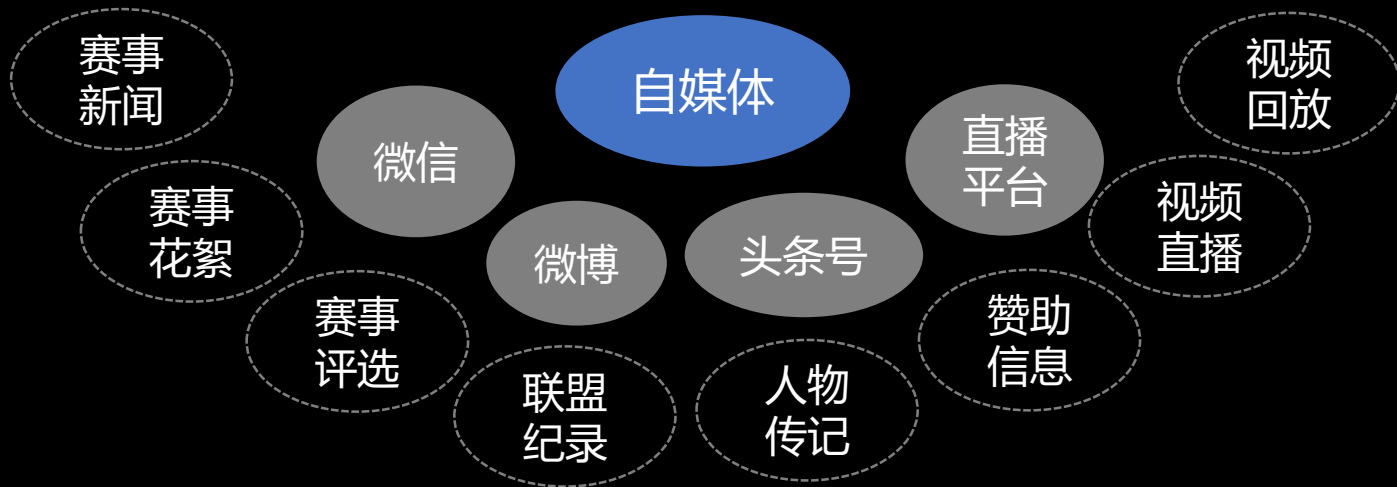 自媒体
微信
微博
头条号
直播
平台
赛事
新闻
赛事
花絮
赛事
评选
联盟
纪录
人物
传记
赞助
信息
视频
直播
视频
回放